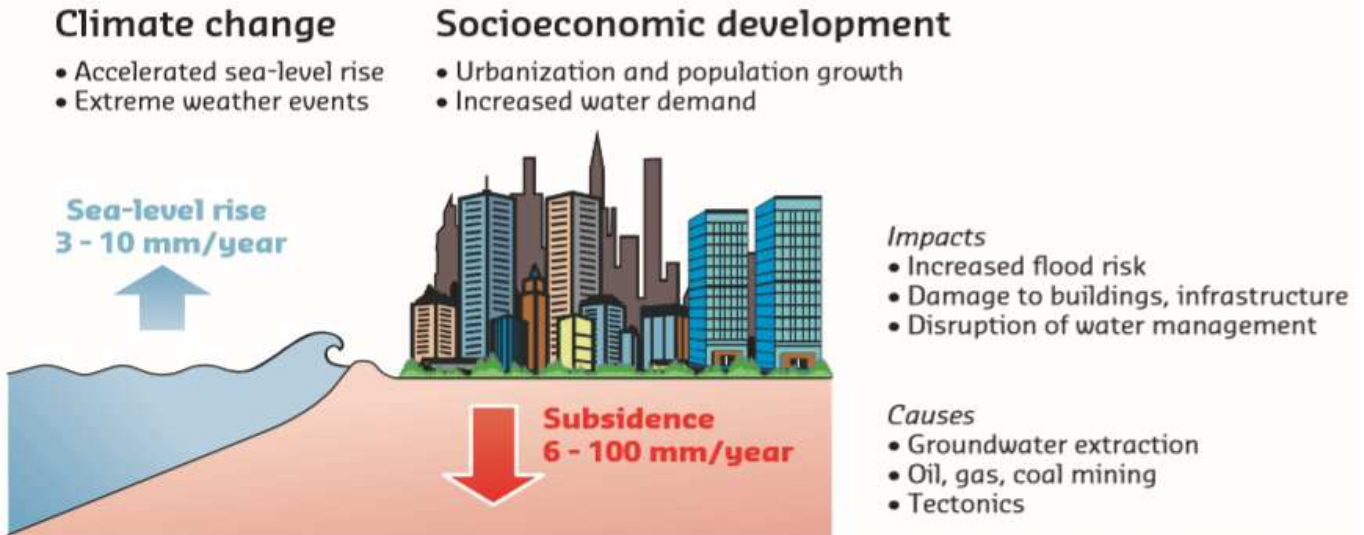 Climate change
• Accelerated sea-level rise
• Extreme weather events
Socioeconomic development
• Urbanization and population growth
• Increased water demand
Sea-level rise
3 - 10 mm/year
Impacts
• Increased flood risk
• Damage to buildings, infrastructure
• Disruption of water management
Subsidence
6 - 100 mm/year
Causes
• Groundwater extraction
• Oil, gas, coal mining
• Tectonics